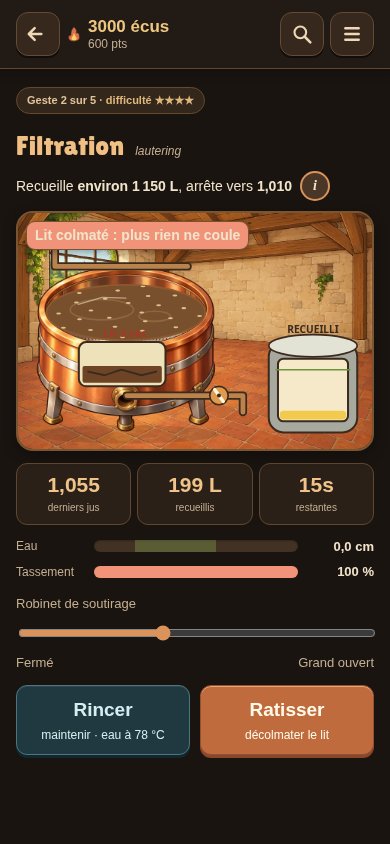 3000 écus
600 pts
Geste 2 sur 5 · difficulté ★★★★
Filtration lautering
Recueille environ 1 150 L, arrête vers 1,010 i
Lit colmaté : plus rien ne coule
RECUEILLI
1,055
derniers jus
199 L
recueillis
15s
restantes
Eau 0,0 cm
Tassement 100 %
Robinet de soutirage
Fermé Grand ouvert
Rincer
maintenir · eau à 78 °C
Ratisser
décolmater le lit